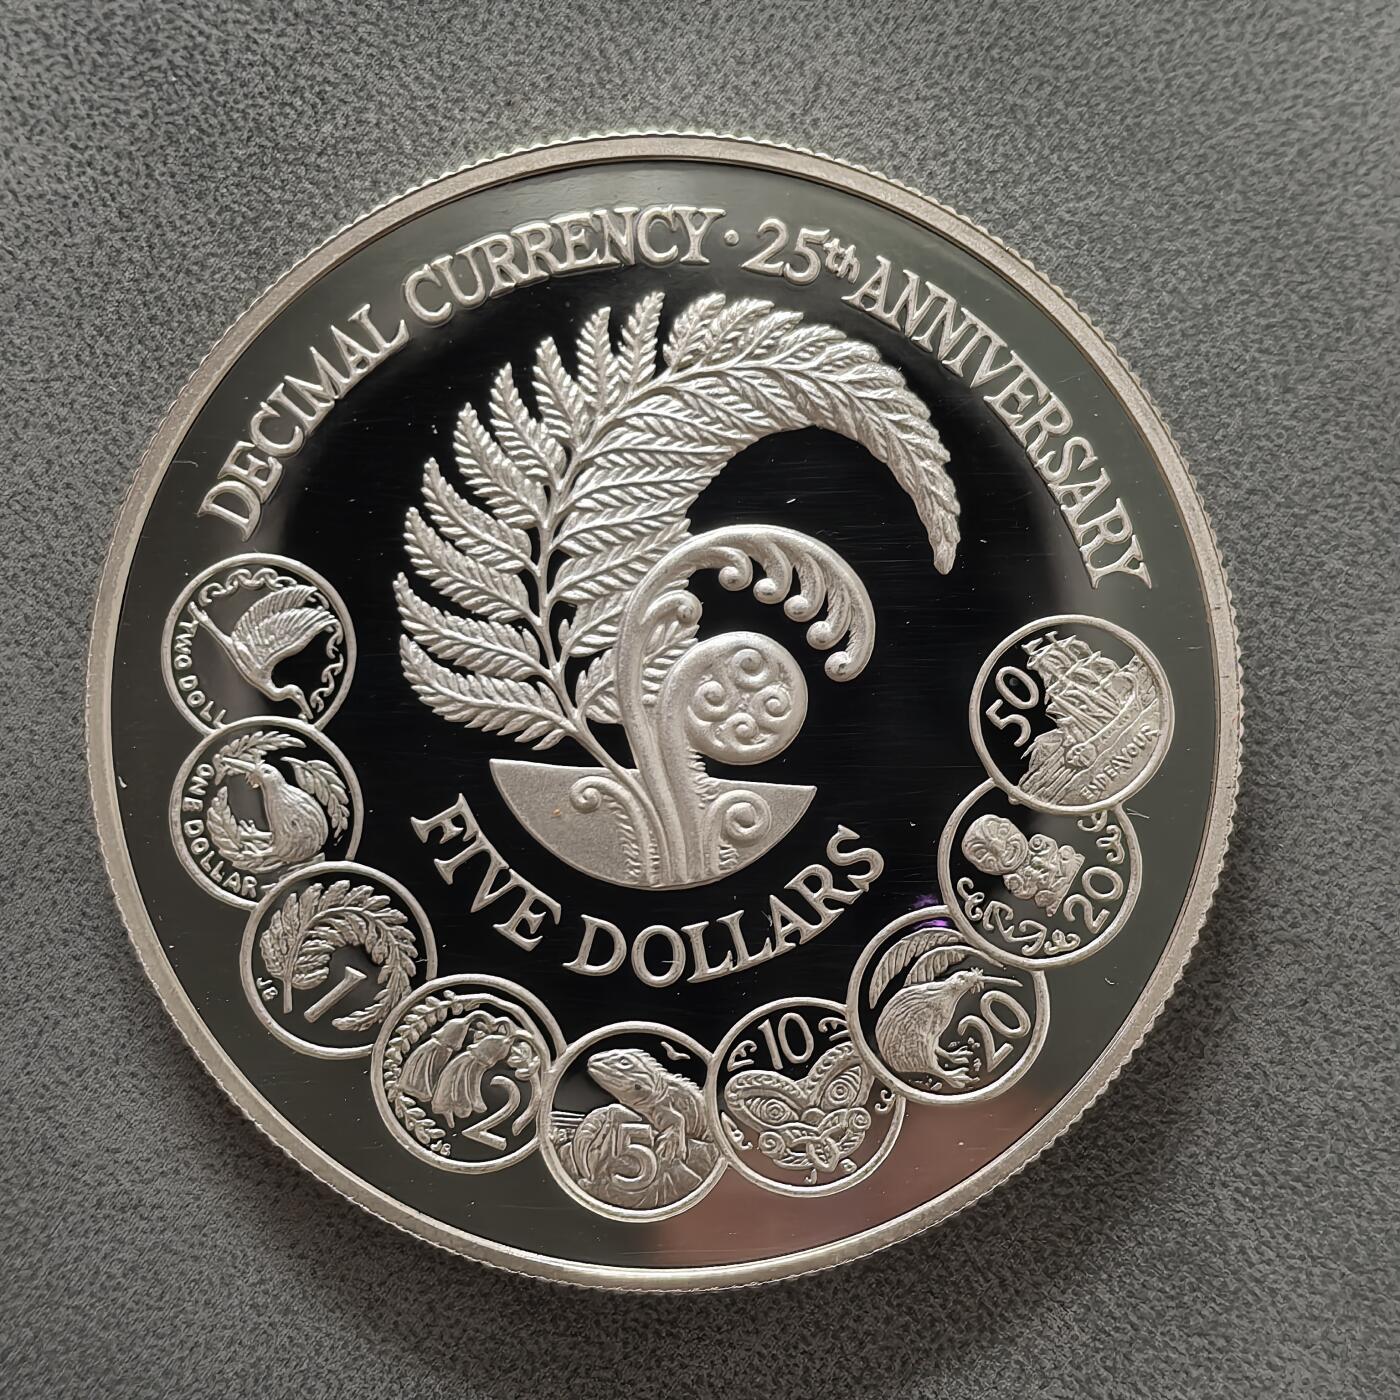 DECIMAL CURRENCY · 25th ANNIVERSARY
FIVE DOLLARS
TWO DOLL
ONE DOLLAR
1
JB
2
JB
5
10
20
20
50
ENDEAVOUR